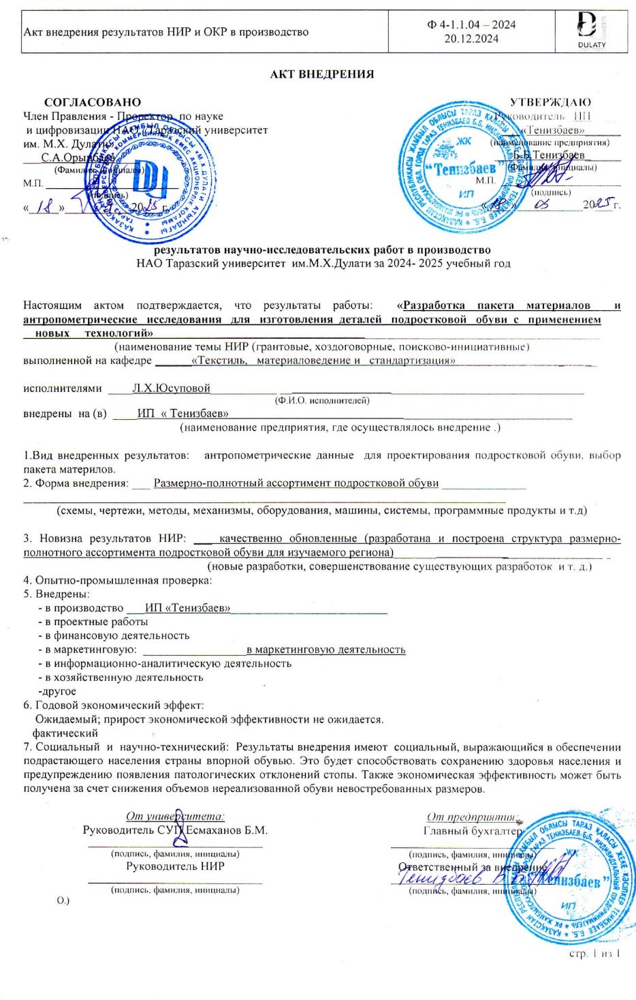 Акт внедрения результатов НИР и ОКР в производство
Ф 4-1.1.04 – 2024
20.12.2024
DULATY
АКТ ВНЕДРЕНИЯ
СОГЛАСОВАНО
Член Правления - Проректор по науке
и цифровизации НАО «Таразский университет
им. М.Х. Дулати»
С.А.Орынбаев
(Фамилия, инициалы)
М.П.
(подпись)
«18» 2025 г.
УТВЕРЖДАЮ
Руководитель ИП
«Тенизбаев»
(наименование предприятия)
Б.Б.Тенизбаев
(Фамилия, инициалы)
М.П.
(подпись)
« » 03 2025г.
ЖК
“Тенизбаев”
ИП
результатов научно-исследовательских работ в производство
НАО Таразский университет им.М.Х.Дулати за 2024- 2025 учебный год
Настоящим актом подтверждается, что результаты работы: «Разработка пакета материалов и
антропометрические исследования для изготовления деталей подростковой обуви с применением
новых технологий»
(наименование темы НИР (грантовые, хоздоговорные, поисково-инициативные)
выполненной на кафедре «Текстиль, материаловедение и стандартизация»
исполнителями Л.Х.Юсуповой
(Ф.И.О. исполнителей)
внедрены на (в) ИП « Тенизбаев»
(наименование предприятия, где осуществлялось внедрение .)
1.Вид внедренных результатов: антропометрические данные для проектирования подростковой обуви, выбор
пакета материлов.
2. Форма внедрения: Размерно-полнотный ассортимент подростковой обуви
(схемы, чертежи, методы, механизмы, оборудования, машины, системы, программные продукты и т.д)
3. Новизна результатов НИР: качественно обновленные (разработана и построена структура размерно-
полнотного ассортимента подростковой обуви для изучаемого региона)
(новые разработки, совершенствование существующих разработок и т. д.)
4. Опытно-промышленная проверка:
5. Внедрены:
- в производство ИП «Тенизбаев»
- в проектные работы
- в финансовую деятельность
- в маркетинговую: в маркетинговую деятельность
- в информационно-аналитическую деятельность
- в хозяйственную деятельность
-другое
6. Годовой экономический эффект:
Ожидаемый; прирост экономической эффективности не ожидается.
фактический
7. Социальный и научно-технический: Результаты внедрения имеют социальный, выражающийся в обеспечении
подрастающего населения страны впорной обувью. Это будет способствовать сохранению здоровья населения и
предупреждению появления патологических отклонений стопы. Также экономическая эффективность может быть
получена за счет снижения объемов нереализованной обуви невостребованных размеров.
От университета:
Руководитель СУП Есмаханов Б.М.
(подпись, фамилия, инициалы)
Руководитель НИР
(подпись, фамилия, инициалы)
О.)
От предприятия:
Главный бухгалтер
(подпись, фамилия, инициалы)
Ответственный за внедрение
Тенизбаев Б.Б.
(подпись, фамилия, инициалы)
ЖК
“Тенизбаев”
ИП
стр. 1 из 1